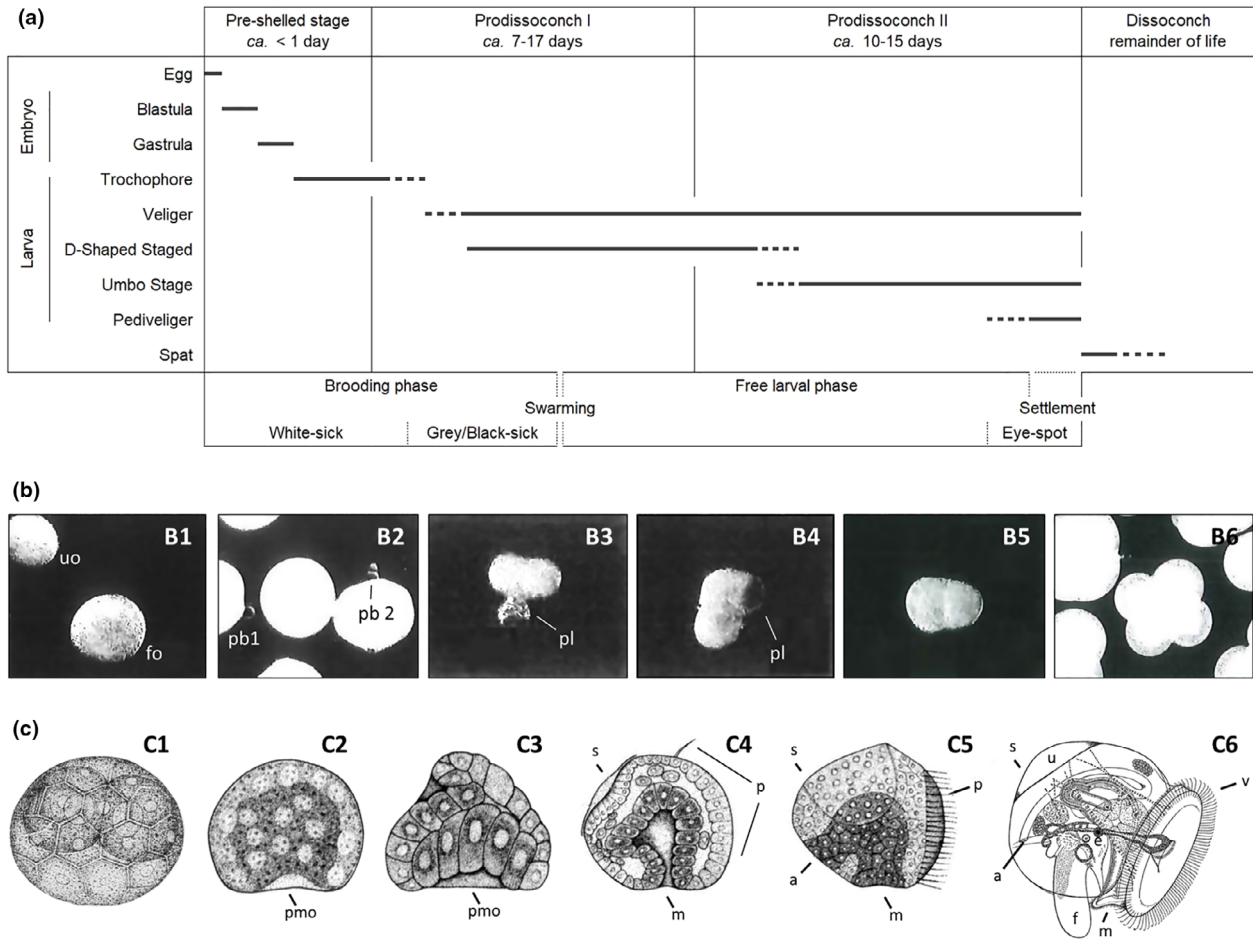 (a)
Pre-shelled stage
ca. < 1 day
Prodissoconch I
ca. 7-17 days
Prodissoconch II
ca. 10-15 days
Dissoconch
remainder of life
Embryo
Larva
Egg
Blastula
Gastrula
Trochophore
Veliger
D-Shaped Staged
Umbo Stage
Pediveliger
Spat
Brooding phase
Free larval phase
Swarming
Settlement
White-sick
Grey/Black-sick
Eye-spot
(b)
B1
uo
fo
B2
pb1
pb 2
B3
pl
B4
pl
B5
B6
(c)
C1
C2
pmo
C3
pmo
C4
s
p
m
C5
s
p
a
m
C6
s
u
v
e
a
f
m